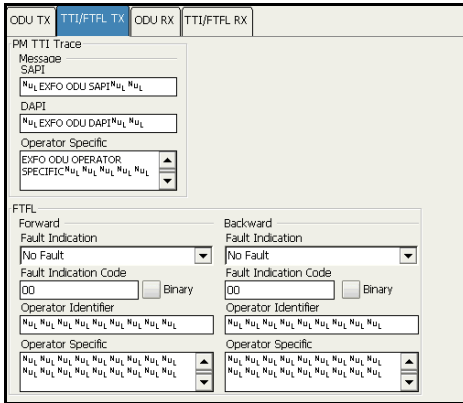 ODU TX TTI/FTFL TX ODU RX TTI/FTFL RX
PM TTI Trace
Message
SAPI
NuL EXFO ODU SAPI NuL NuL
DAPI
NuL EXFO ODU DAPI NuL NuL
Operator Specific
EXFO ODU OPERATOR
SPECIFIC NuL NuL NuL NuL NuL
FTFL
Forward
Fault Indication
No Fault
Fault Indication Code
00 Binary
Operator Identifier
NuL NuL NuL NuL NuL NuL NuL NuL NuL
Operator Specific
NuL NuL NuL NuL NuL NuL NuL NuL NuL
NuL NuL NuL NuL NuL NuL NuL NuL NuL
Backward
Fault Indication
No Fault
Fault Indication Code
00 Binary
Operator Identifier
NuL NuL NuL NuL NuL NuL NuL NuL NuL
Operator Specific
NuL NuL NuL NuL NuL NuL NuL NuL NuL
NuL NuL NuL NuL NuL NuL NuL NuL NuL